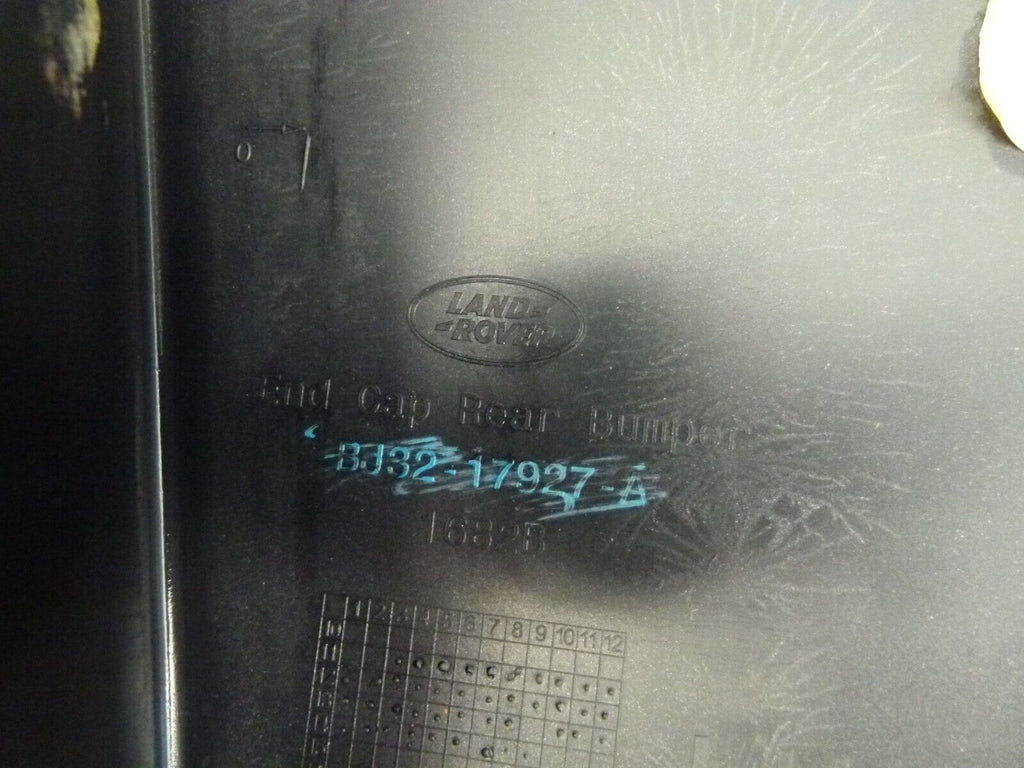 0
LAND
ROVER
End Cap Rear Bumper
BJ32-17927-A
1682B
1 2 3 4 5 6 7 8 9 10 11 12